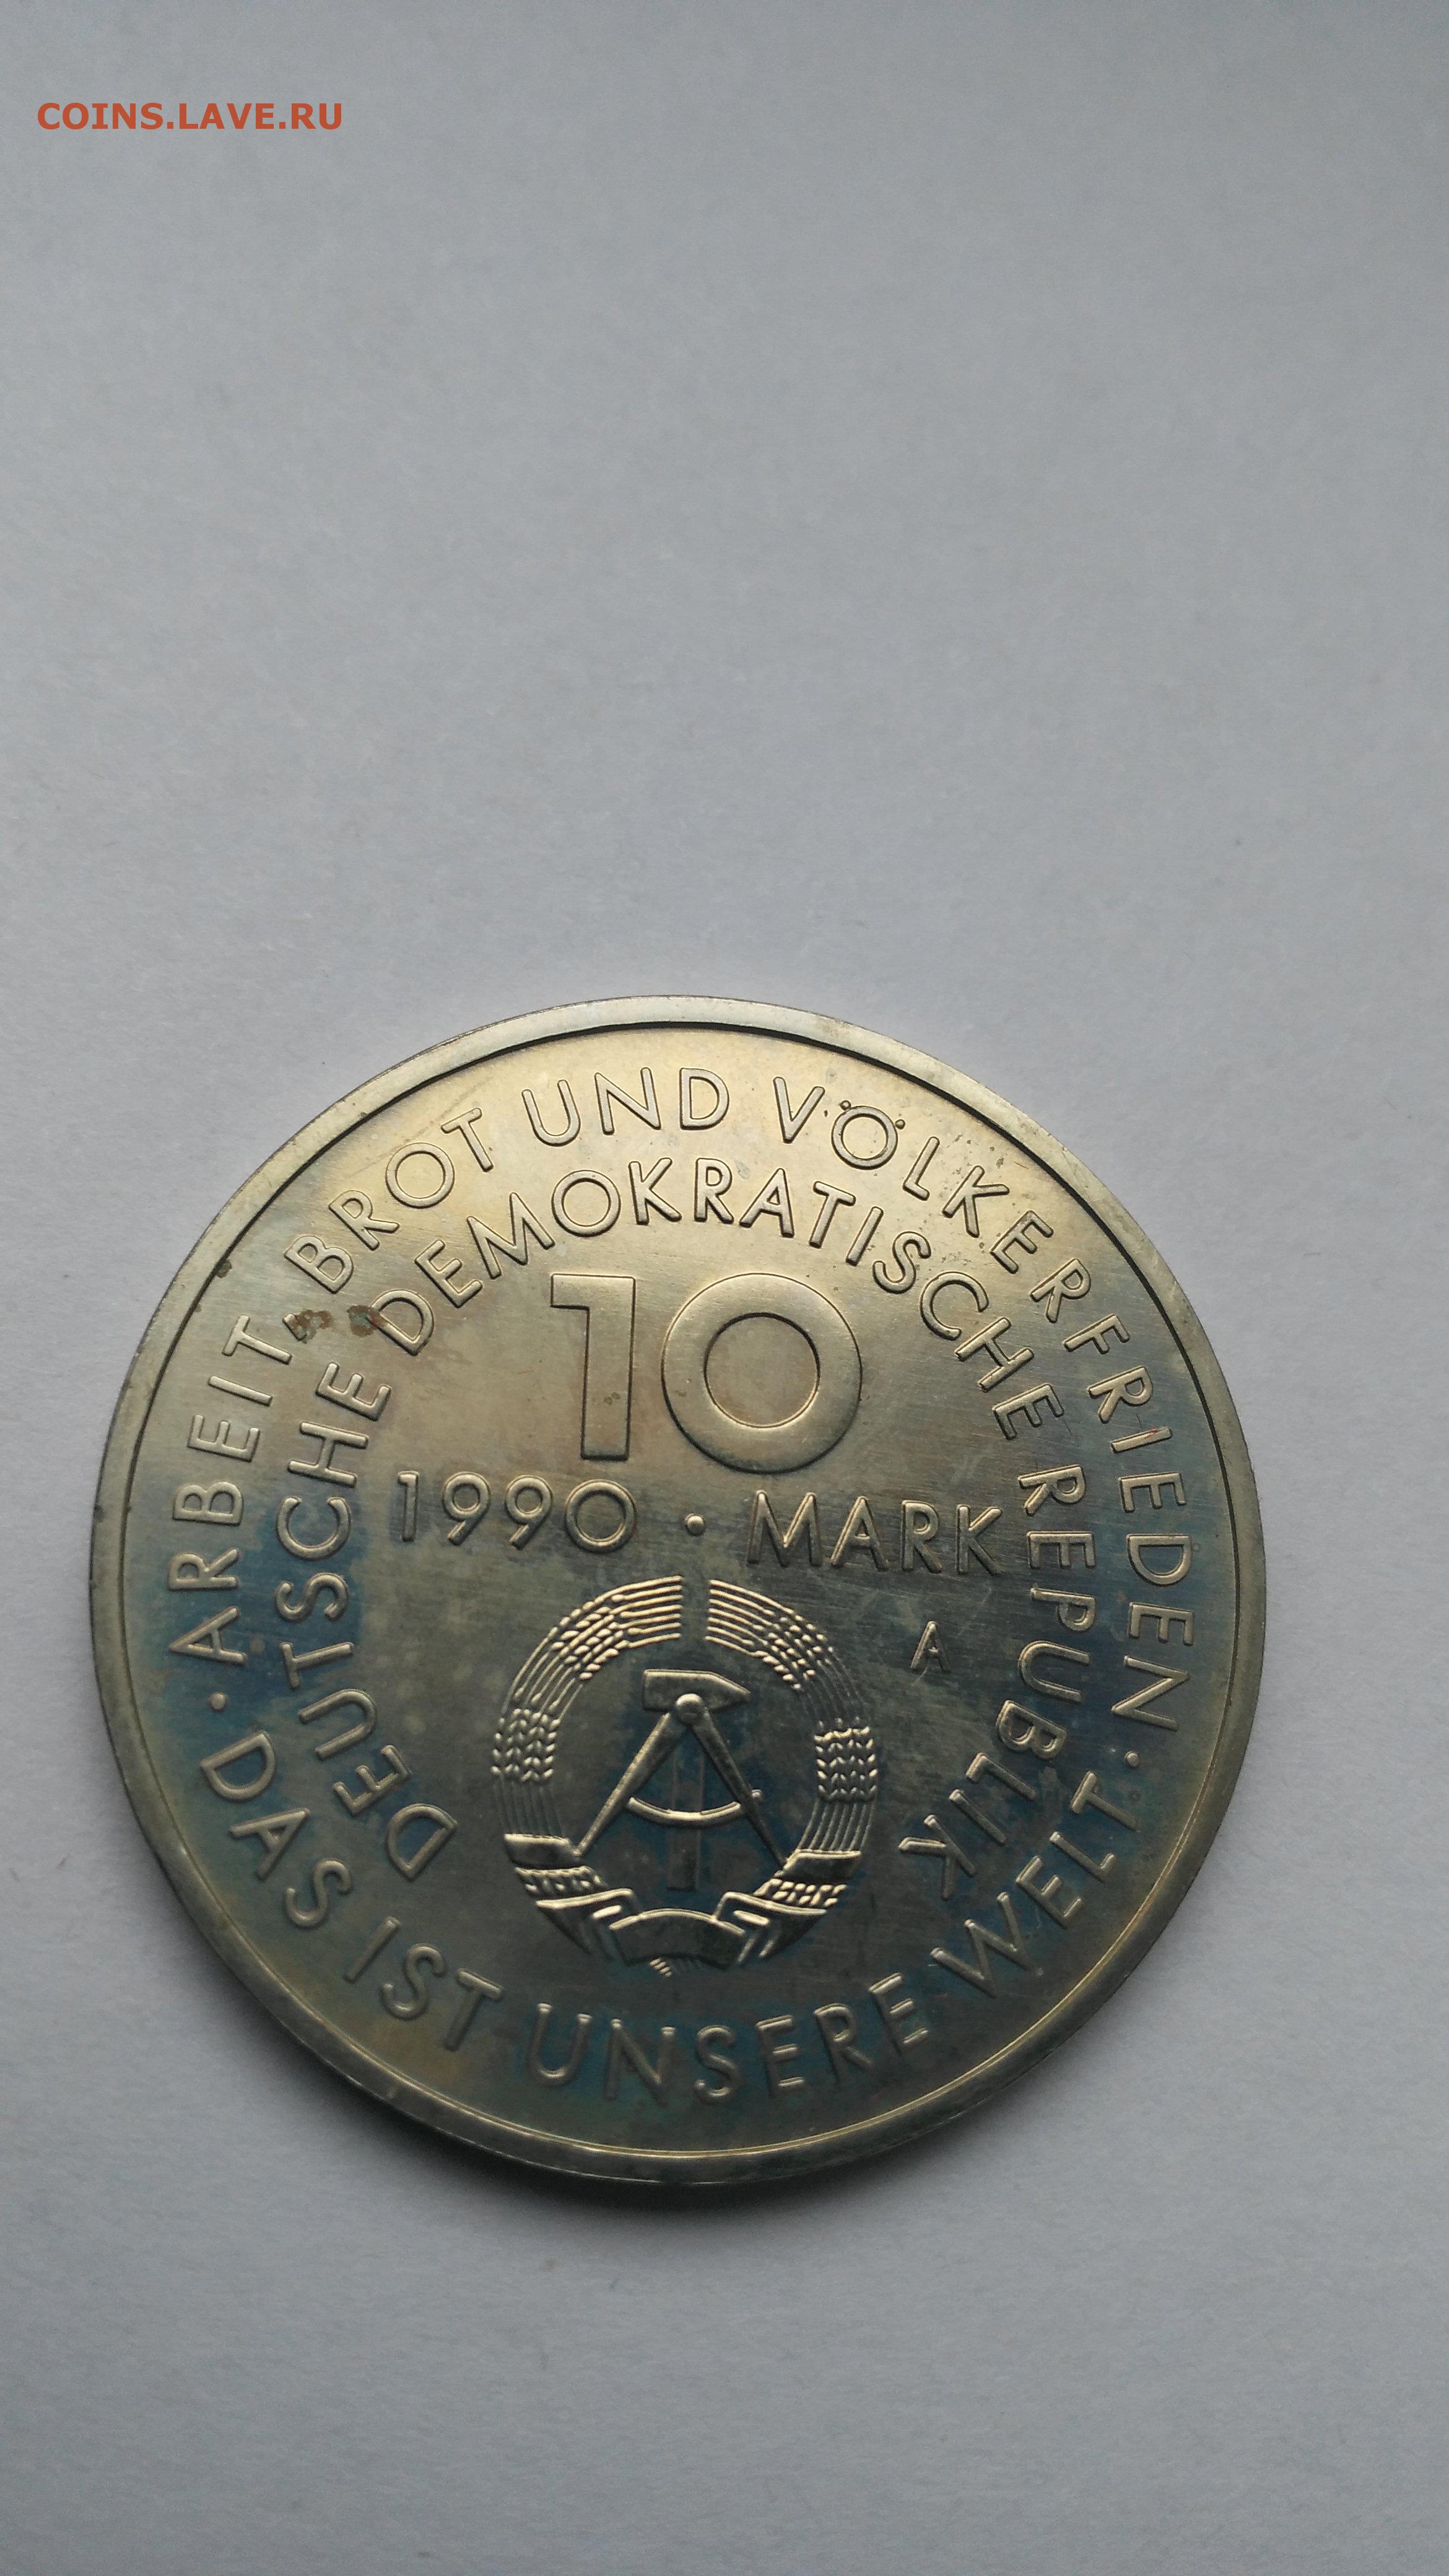 COINS.LAVE.RU
· ARBEIT, BROT UND VÖLKERFRIEDEN · DAS IST UNSERE WELT
DEUTSCHE DEMOKRATISCHE REPUBLIK
10
1990 · MARK
A